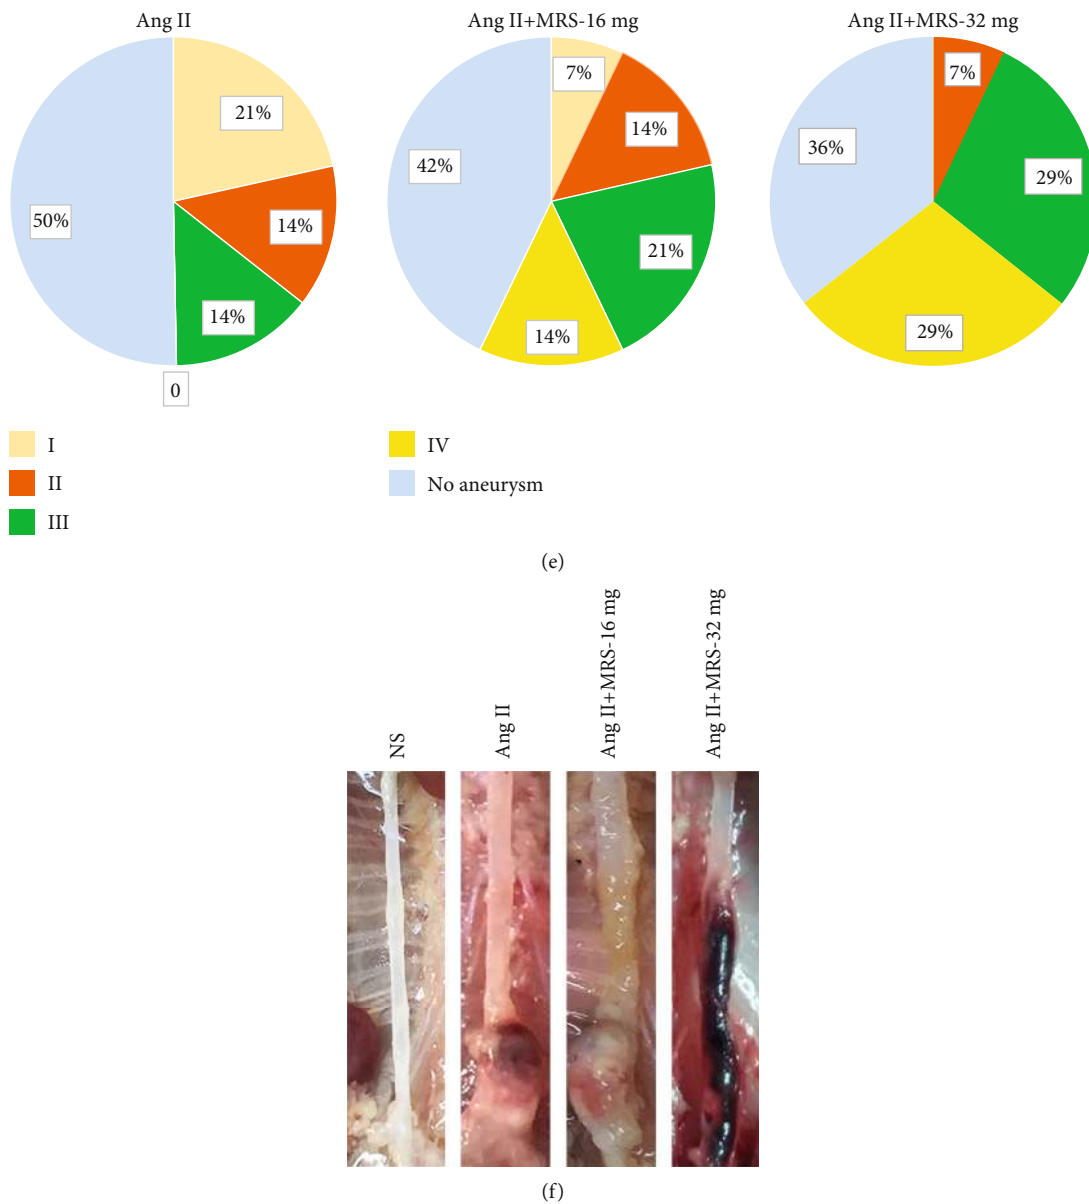 Ang II
Ang II+MRS-16 mg
Ang II+MRS-32 mg
21%
14%
14%
0
50%
7%
14%
21%
14%
42%
7%
29%
29%
36%
I
II
III
IV
No aneurysm
(e)
NS
Ang II
Ang II+MRS-16 mg
Ang II+MRS-32 mg
(f)